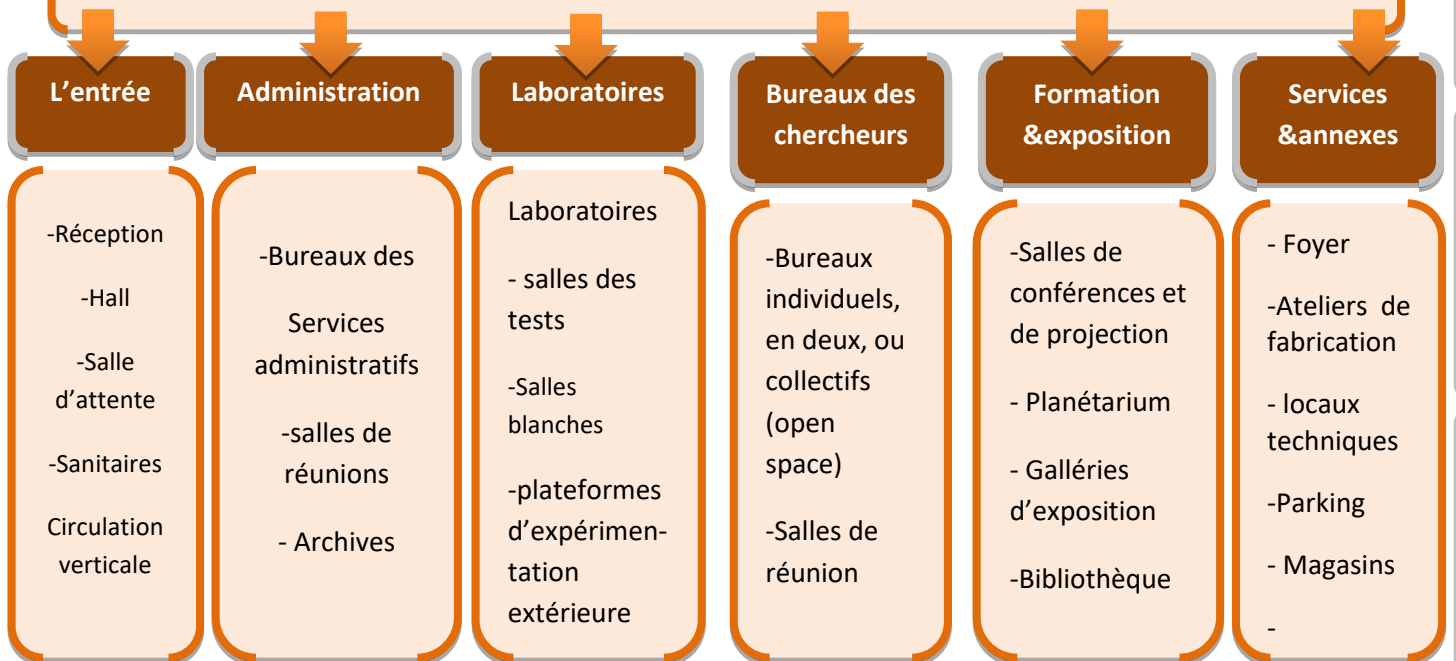 L’entrée
Administration
Laboratoires
Bureaux des
chercheurs
Formation
&exposition
Services
&annexes
-Réception
-Hall
-Salle
d’attente
-Sanitaires
Circulation
verticale
-Bureaux des
Services
administratifs
-salles de
réunions
- Archives
Laboratoires
- salles des
tests
-Salles
blanches
-plateformes
d’expérimen-
tation
extérieure
-Bureaux
individuels,
en deux, ou
collectifs
(open
space)
-Salles de
réunion
-Salles de
conférences et
de projection
- Planétarium
- Galléries
d’exposition
-Bibliothèque
- Foyer
-Ateliers de
fabrication
- locaux
techniques
-Parking
- Magasins
-